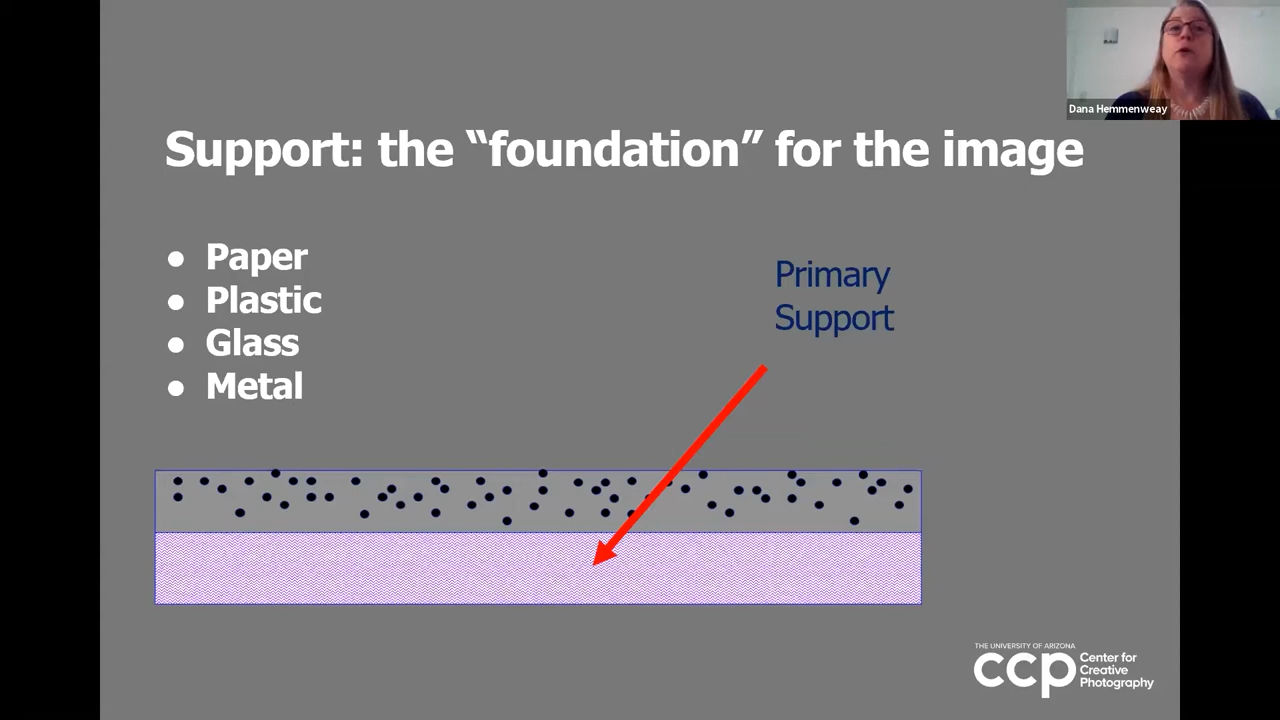 Dana Hemmenweay
Support: the “foundation” for the image
● Paper
● Plastic
● Glass
● Metal
Primary
Support
THE UNIVERSITY OF ARIZONA
ccp
Center for
Creative
Photography